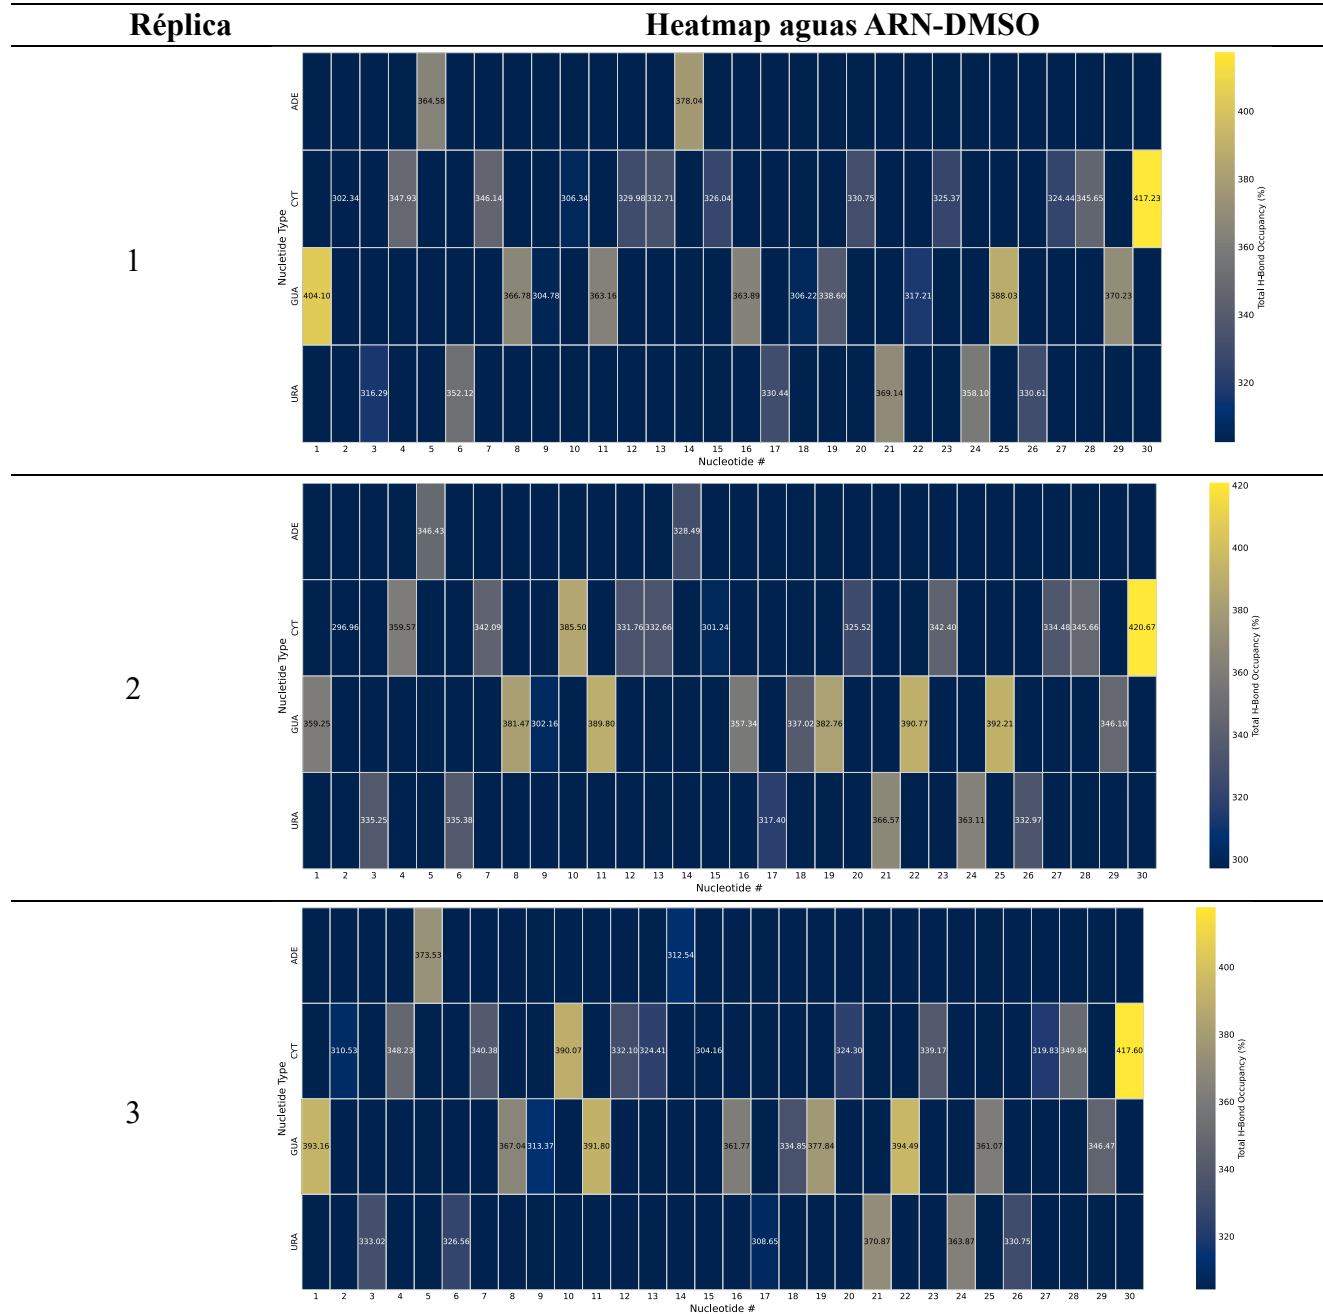 Réplica Heatmap aguas ARN-DMSO
1
Nucletide Type
ADE
364.58 378.04
CYT
302.34 347.93 346.14 306.34 329.98 332.71 326.04 330.75 325.37 324.44 345.65 417.23
GUA
404.10 366.78 304.78 363.16 363.89 306.22 338.60 317.21 388.03 370.23
URA
316.29 352.12 330.44 369.14 358.10 330.61
1 2 3 4 5 6 7 8 9 10 11 12 13 14 15 16 17 18 19 20 21 22 23 24 25 26 27 28 29 30
Nucleotide #
400
380
360
340
320
Total H-Bond Occupancy (%)
2
Nucletide Type
ADE
346.43 328.49
CYT
296.96 359.57 342.09 385.50 331.76 332.66 301.24 325.52 342.40 334.48 345.66 420.67
GUA
359.25 381.47 302.16 389.80 357.34 337.02 382.76 390.77 392.21 346.10
URA
335.25 335.38 317.40 366.57 363.11 332.97
1 2 3 4 5 6 7 8 9 10 11 12 13 14 15 16 17 18 19 20 21 22 23 24 25 26 27 28 29 30
Nucleotide #
420
400
380
360
340
320
300
Total H-Bond Occupancy (%)
3
Nucletide Type
ADE
373.53 312.54
CYT
310.53 348.23 340.38 390.07 332.10 324.41 304.16 324.30 339.17 319.83 349.84 417.60
GUA
393.16 367.04 313.37 391.80 361.77 334.85 377.84 394.49 361.07 346.47
URA
333.02 326.56 308.65 370.87 363.87 330.75
1 2 3 4 5 6 7 8 9 10 11 12 13 14 15 16 17 18 19 20 21 22 23 24 25 26 27 28 29 30
Nucleotide #
400
380
360
340
320
Total H-Bond Occupancy (%)